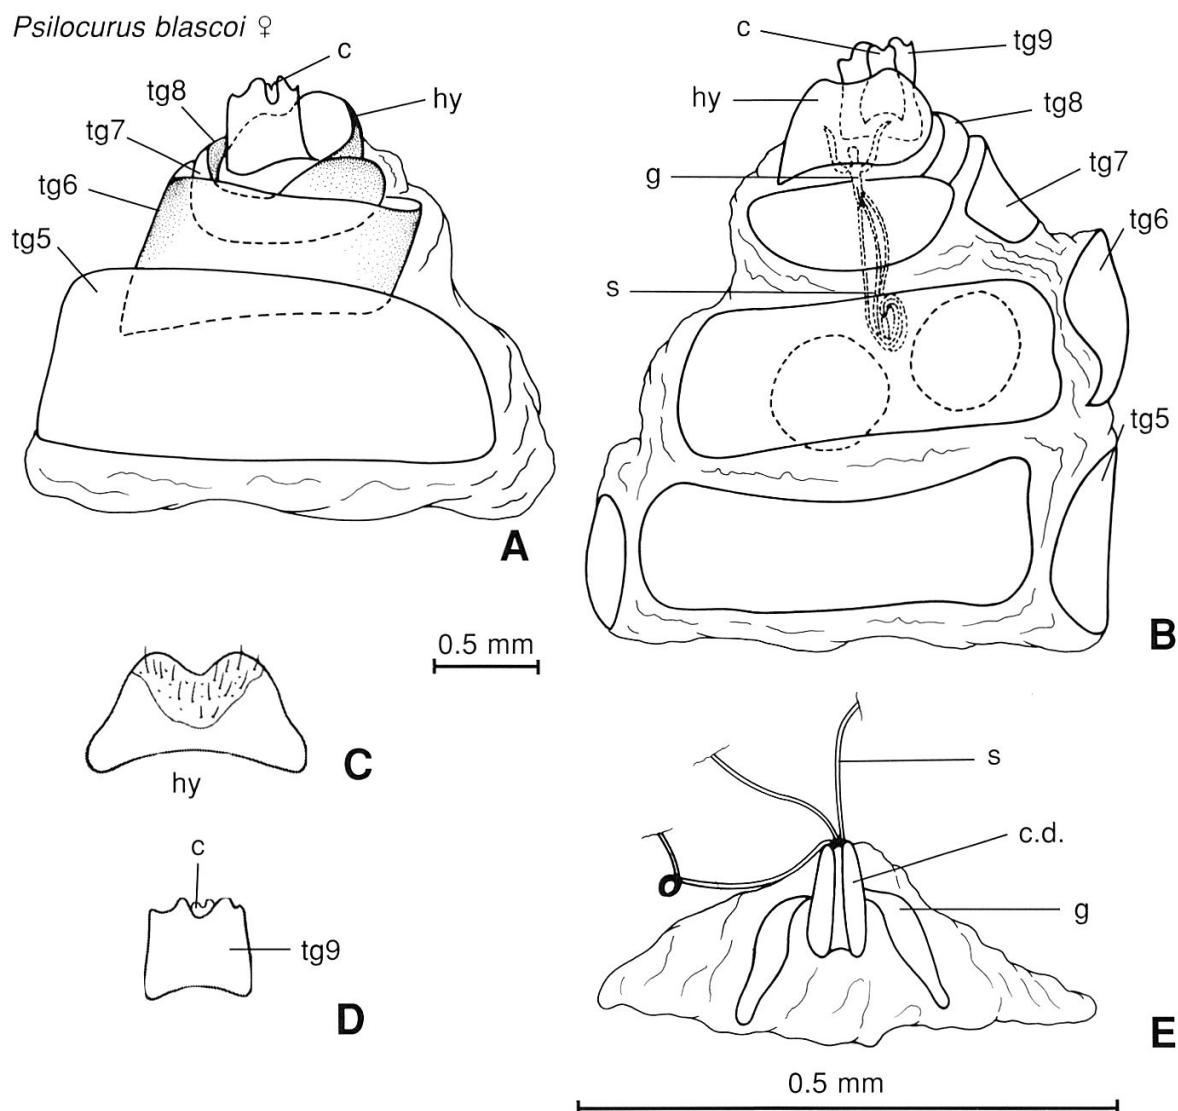 Psilocurus blascoi ♀
c
tg8
hy
tg7
tg6
tg5
A
c
tg9
hy
tg8
tg7
g
tg6
s
tg5
B
0.5 mm
C
hy
c
tg9
D
s
c.d.
g
E
0.5 mm